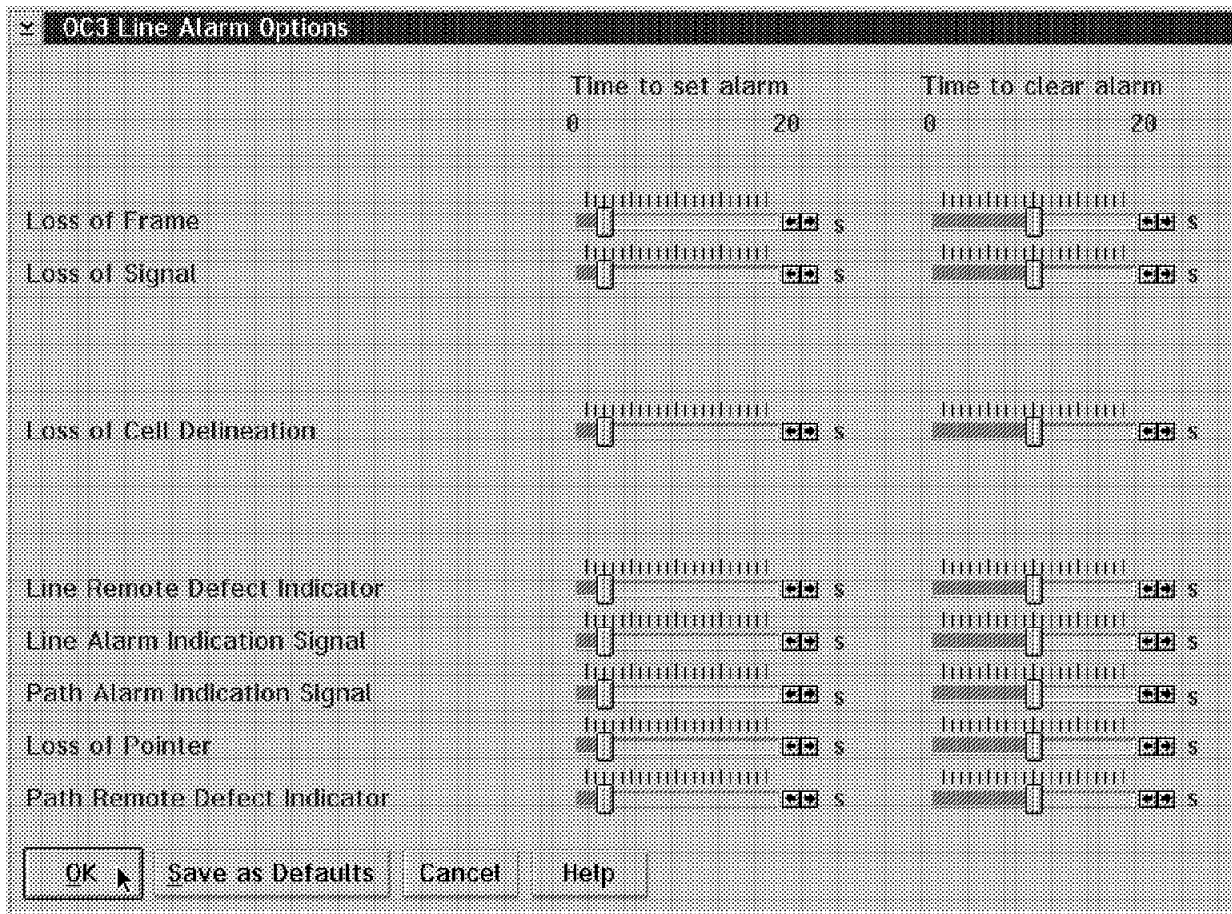 OC3 Line Alarm Options
Time to set alarm Time to clear alarm
0 20 0 20
Loss of Frame s s
Loss of Signal s s
Loss of Cell Delineation s s
Line Remote Defect Indicator s s
Line Alarm Indication Signal s s
Path Alarm Indication Signal s s
Loss of Pointer s s
Path Remote Defect Indicator s s
OK Save as Defaults Cancel Help